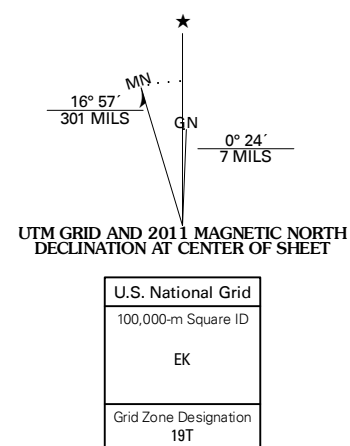 ★
MN
16° 57´
301 MILS
GN
0° 24´
7 MILS
UTM GRID AND 2011 MAGNETIC NORTH
DECLINATION AT CENTER OF SHEET
U.S. National Grid
100,000-m Square ID
EK
Grid Zone Designation
19T